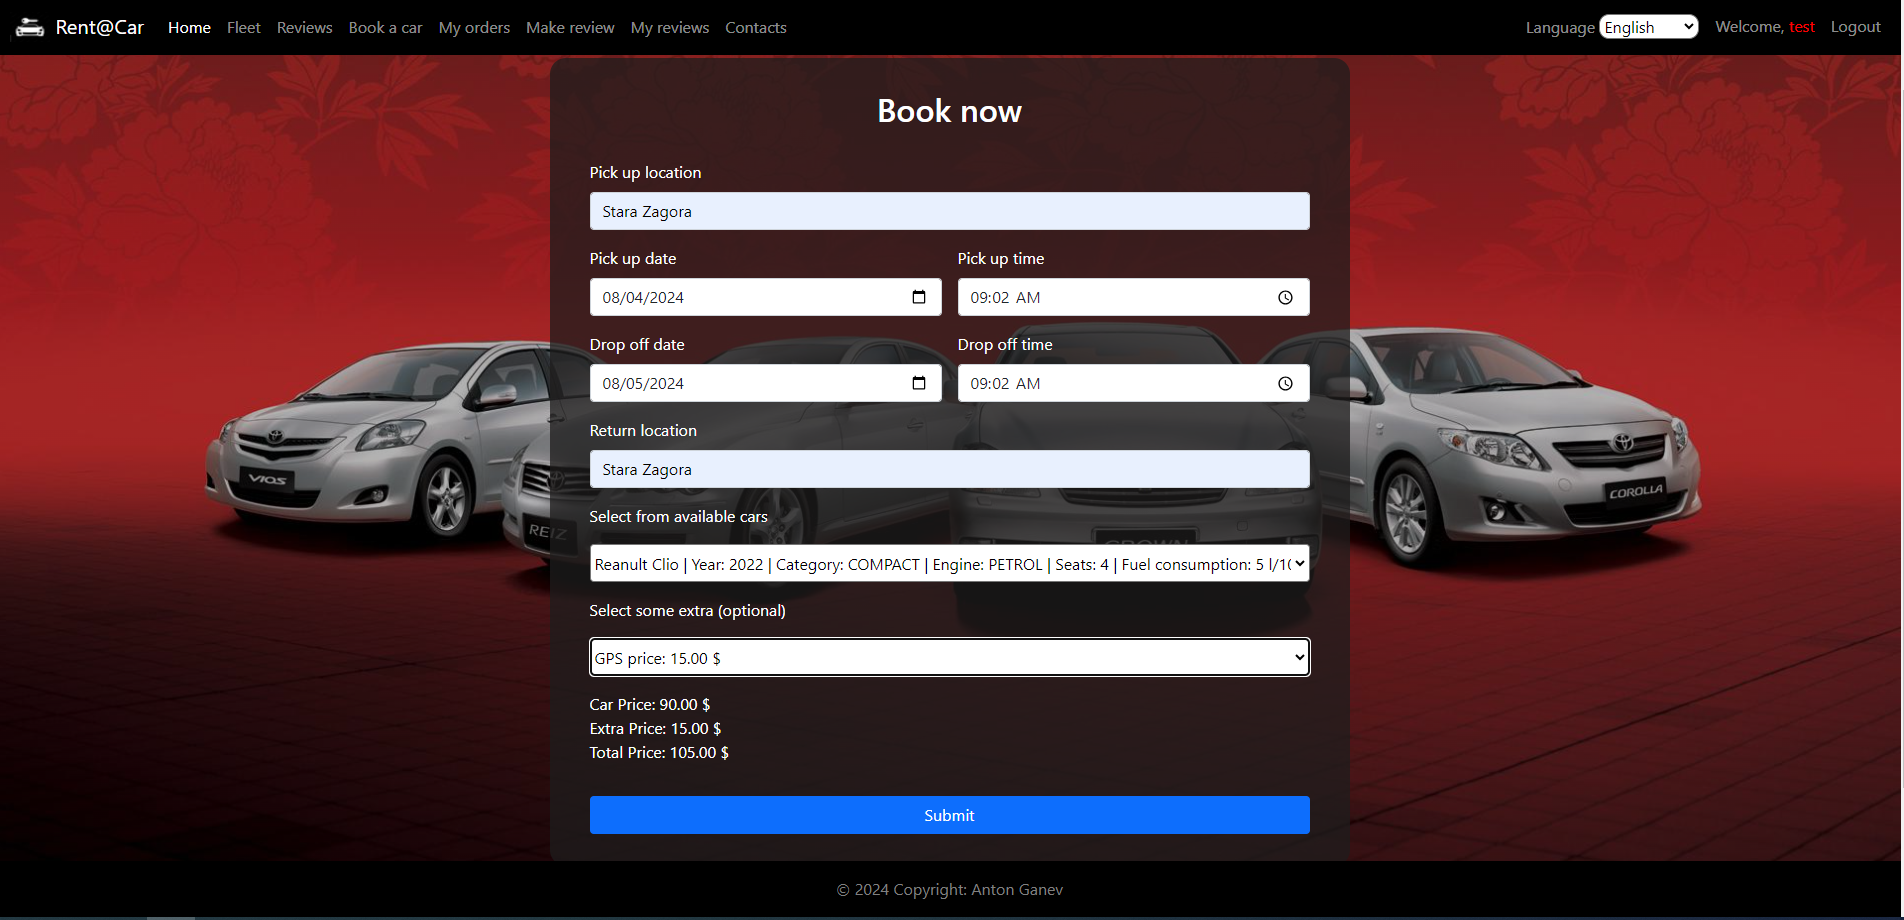 Rent@Car Home Fleet Reviews Book a car My orders Make review My reviews Contacts Language English Welcome, test Logout
Book now
Pick up location
Stara Zagora
Pick up date Pick up time
08/04/2024 09:02 AM
Drop off date Drop off time
08/05/2024 09:02 AM
Return location
Stara Zagora
VIOS
REIZ
CROWN
COROLLA
Select from available cars
Reanult Clio | Year: 2022 | Category: COMPACT | Engine: PETROL | Seats: 4 | Fuel consumption: 5 l/10
Select some extra (optional)
GPS price: 15.00 $
Car Price: 90.00 $
Extra Price: 15.00 $
Total Price: 105.00 $
Submit
© 2024 Copyright: Anton Ganev